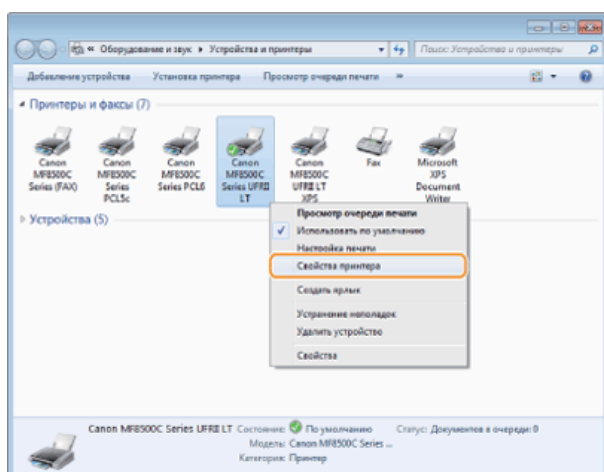 « Оборудование и звук ▸ Устройства и принтеры
Поиск: Устройства и принтеры
Добавление устройства Установка принтера Просмотр очереди печати »
Принтеры и факсы (7)
Canon MF8500C Series (FAX)
Canon MF8500C Series PCL5c
Canon MF8500C Series PCL6
Canon MF8500C Series UFRII LT
Canon MF8500C UFRII LT XPS
Fax
Microsoft XPS Document Writer
Устройства (5)
Просмотр очереди печати
Использовать по умолчанию
Настройка печати
Свойства принтера
Создать ярлык
Устранение неполадок
Удалить устройство
Свойства
Canon MF8500C Series UFRII LT Состояние: По умолчанию Статус: Документов в очереди: 0
Модель: Canon MF8500C Series ...
Категория: Принтер